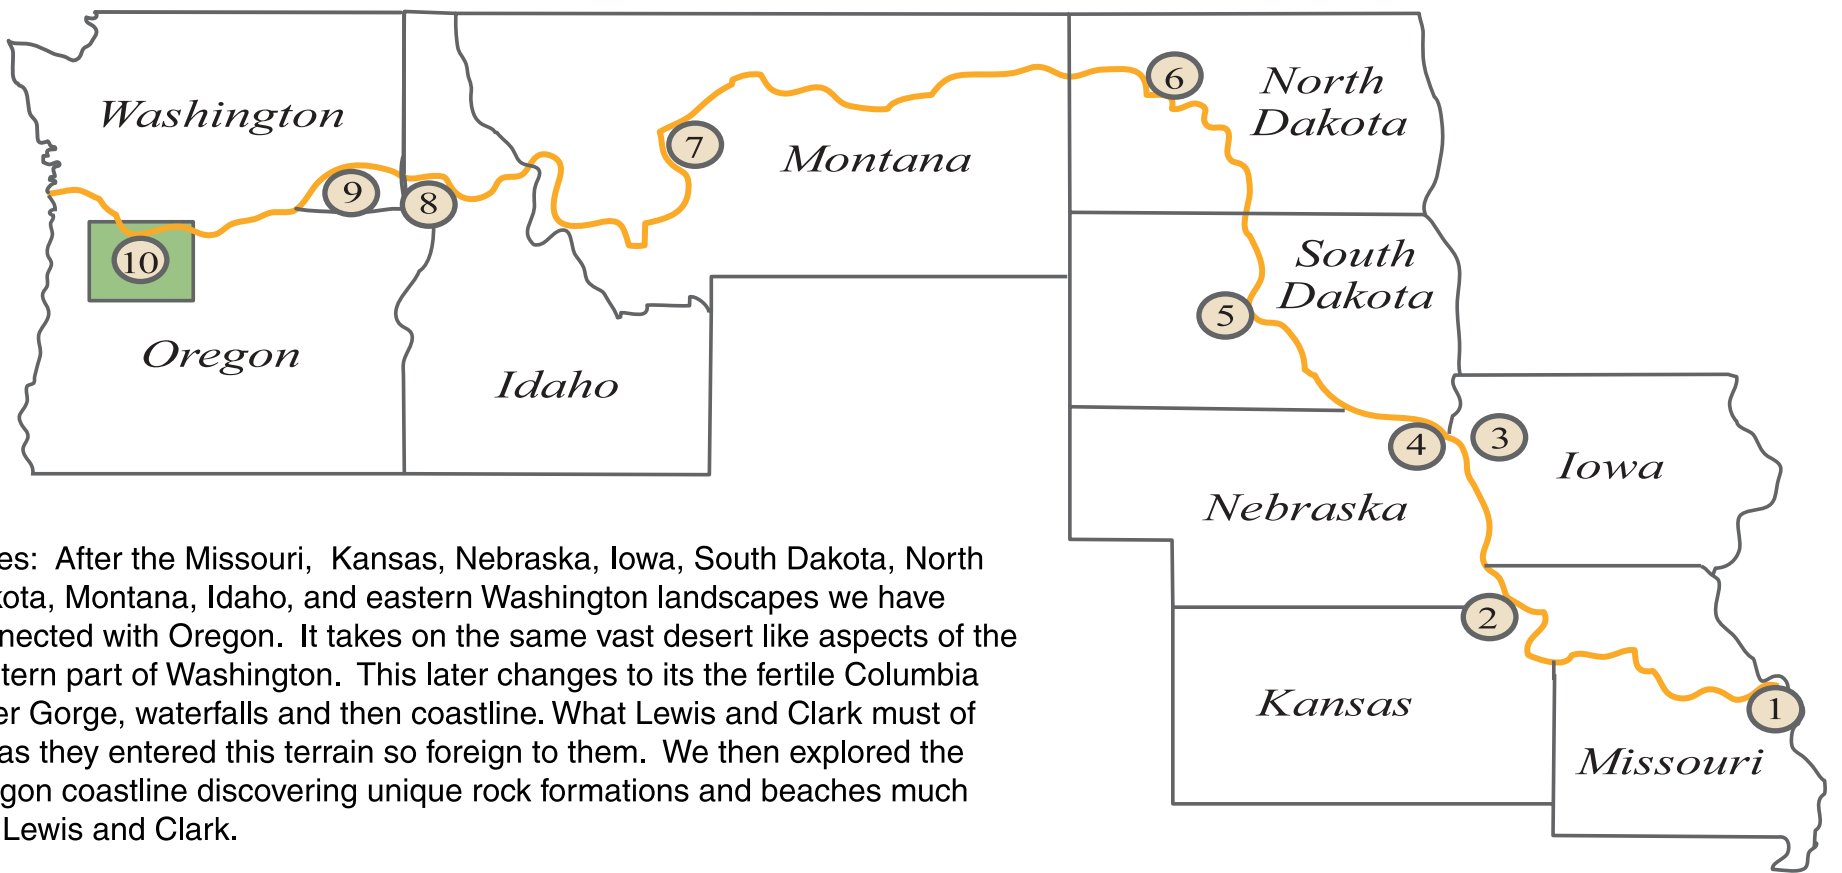 Washington
Montana
North
Dakota
South
Dakota
Oregon
Idaho
Nebraska
Iowa
Kansas
Missouri
6
7
9
8
10
5
4
3
2
1
es: After the Missouri, Kansas, Nebraska, Iowa, South Dakota, North
kota, Montana, Idaho, and eastern Washington landscapes we have
nnected with Oregon. It takes on the same vast desert like aspects of the
tern part of Washington. This later changes to its the fertile Columbia
er Gorge, waterfalls and then coastline. What Lewis and Clark must of
as they entered this terrain so foreign to them. We then explored the
gon coastline discovering unique rock formations and beaches much
Lewis and Clark.